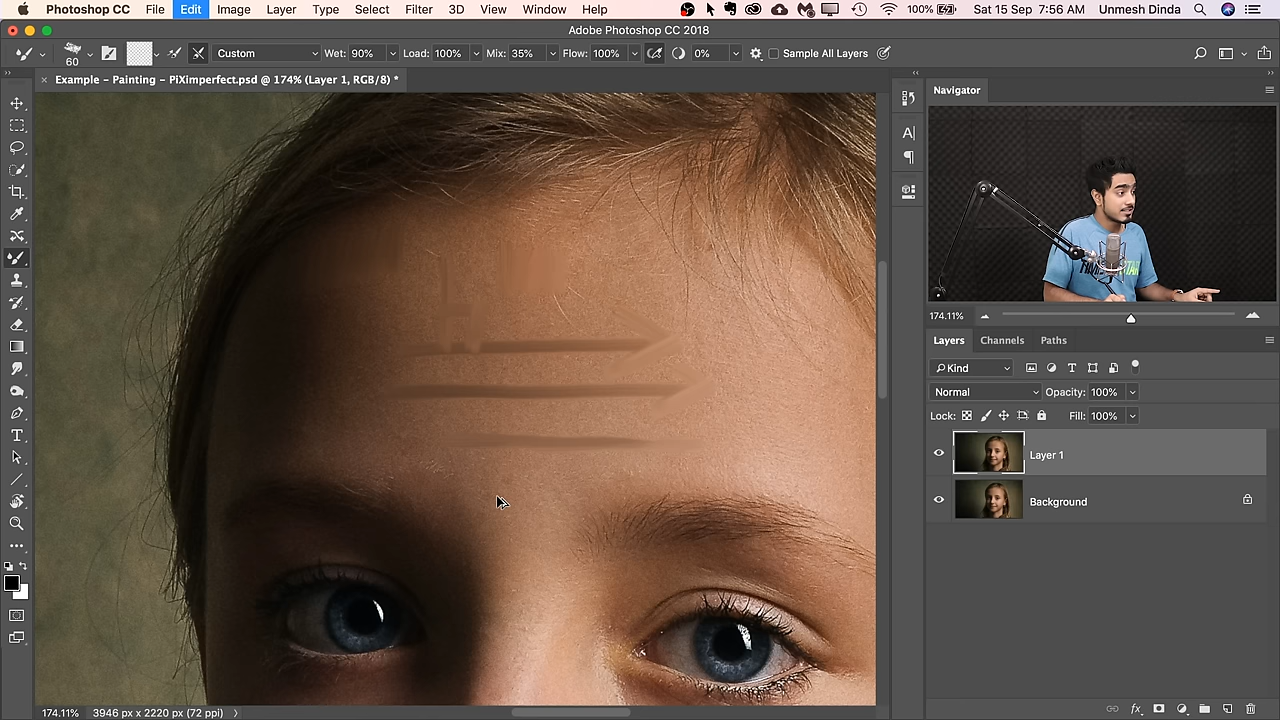 Photoshop CC File Edit Image Layer Type Select Filter 3D View Window Help 100% Sat 15 Sep 7:56 AM Unmesh Dinda
Adobe Photoshop CC 2018
60 Custom Wet: 90% Load: 100% Mix: 35% Flow: 100% 0% Sample All Layers
Example - Painting - PiXimperfect.psd @ 174% (Layer 1, RGB/8) *
Navigator
174.11%
Layers Channels Paths
Kind
Normal Opacity: 100%
Lock: Fill: 100%
Layer 1
Background
174.11% 3946 px x 2220 px (72 ppi)